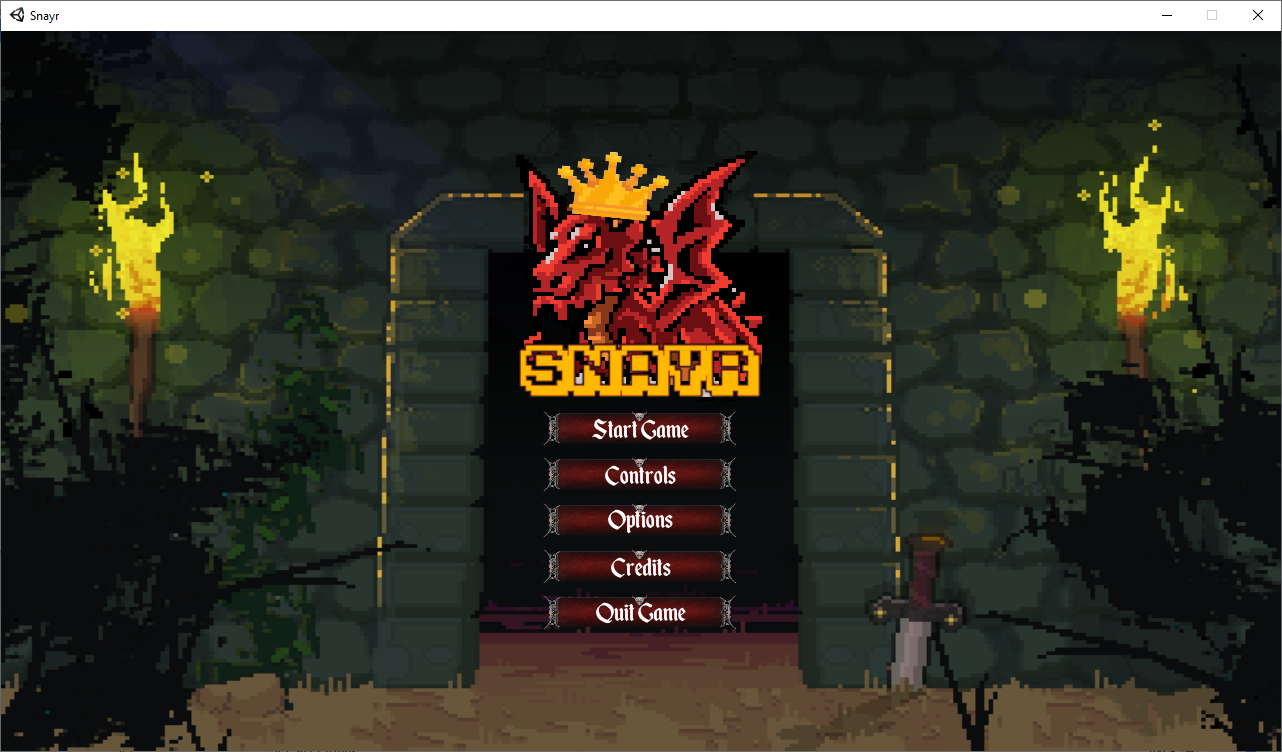 Snayr
SNAYR
Start Game
Controls
Options
Credits
Quit Game